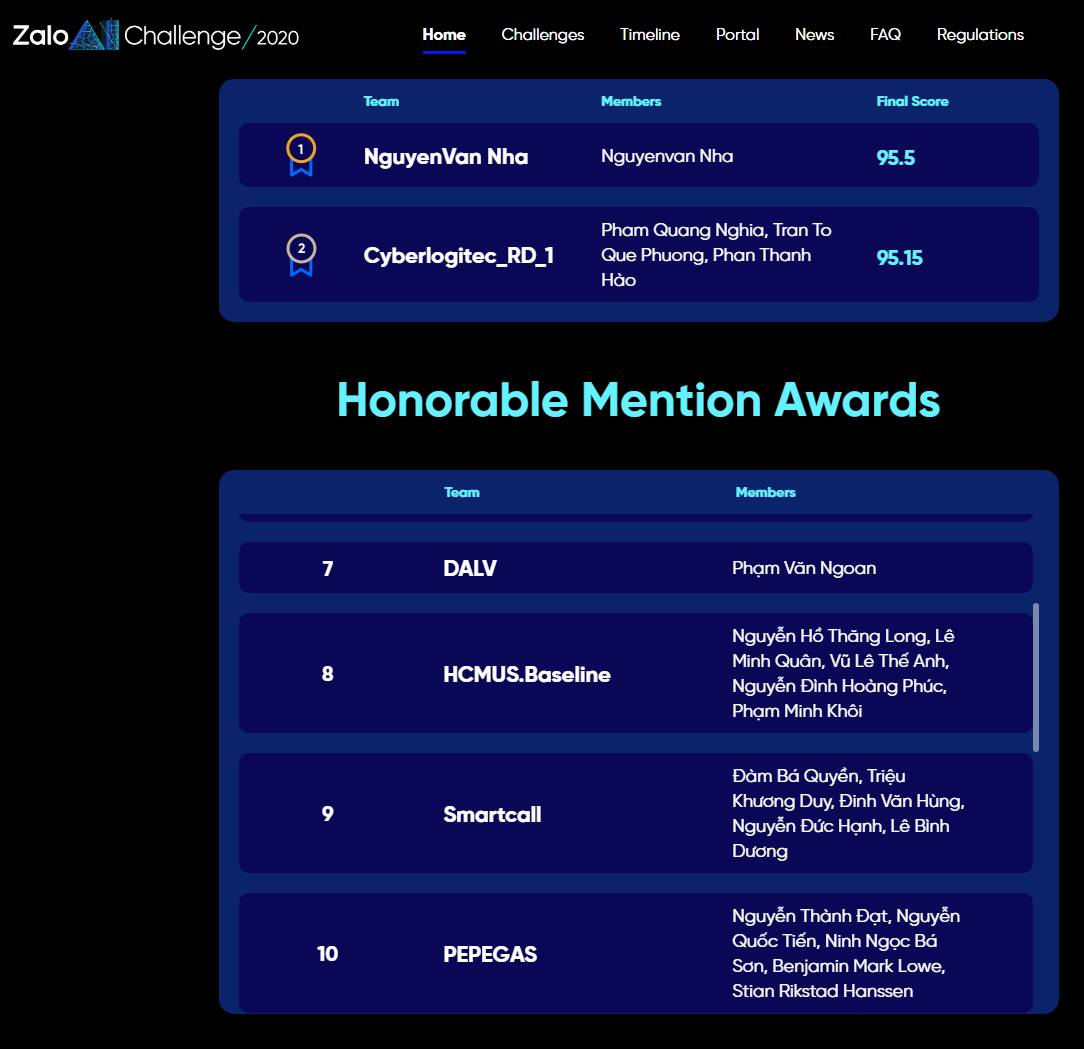 Zalo AI Challenge/2020
Home Challenges Timeline Portal News FAQ Regulations
Team Members Final Score
1 NguyenVan Nha Nguyenvan Nha 95.5
2 Cyberlogitec_RD_1 Pham Quang Nghia, Tran To
Que Phuong, Phan Thanh
Hào
95.15
Honorable Mention Awards
Team Members
7 DALV Phạm Văn Ngoan
8 HCMUS.Baseline Nguyễn Hồ Thăng Long, Lê
Minh Quân, Vũ Lê Thế Anh,
Nguyễn Đình Hoàng Phúc,
Phạm Minh Khôi
9 Smartcall Đàm Bá Quyền, Triệu
Khương Duy, Đinh Văn Hùng,
Nguyễn Đức Hạnh, Lê Bình
Dương
10 PEPEGAS Nguyễn Thành Đạt, Nguyễn
Quốc Tiến, Ninh Ngọc Bá
Sơn, Benjamin Mark Lowe,
Stian Rikstad Hanssen